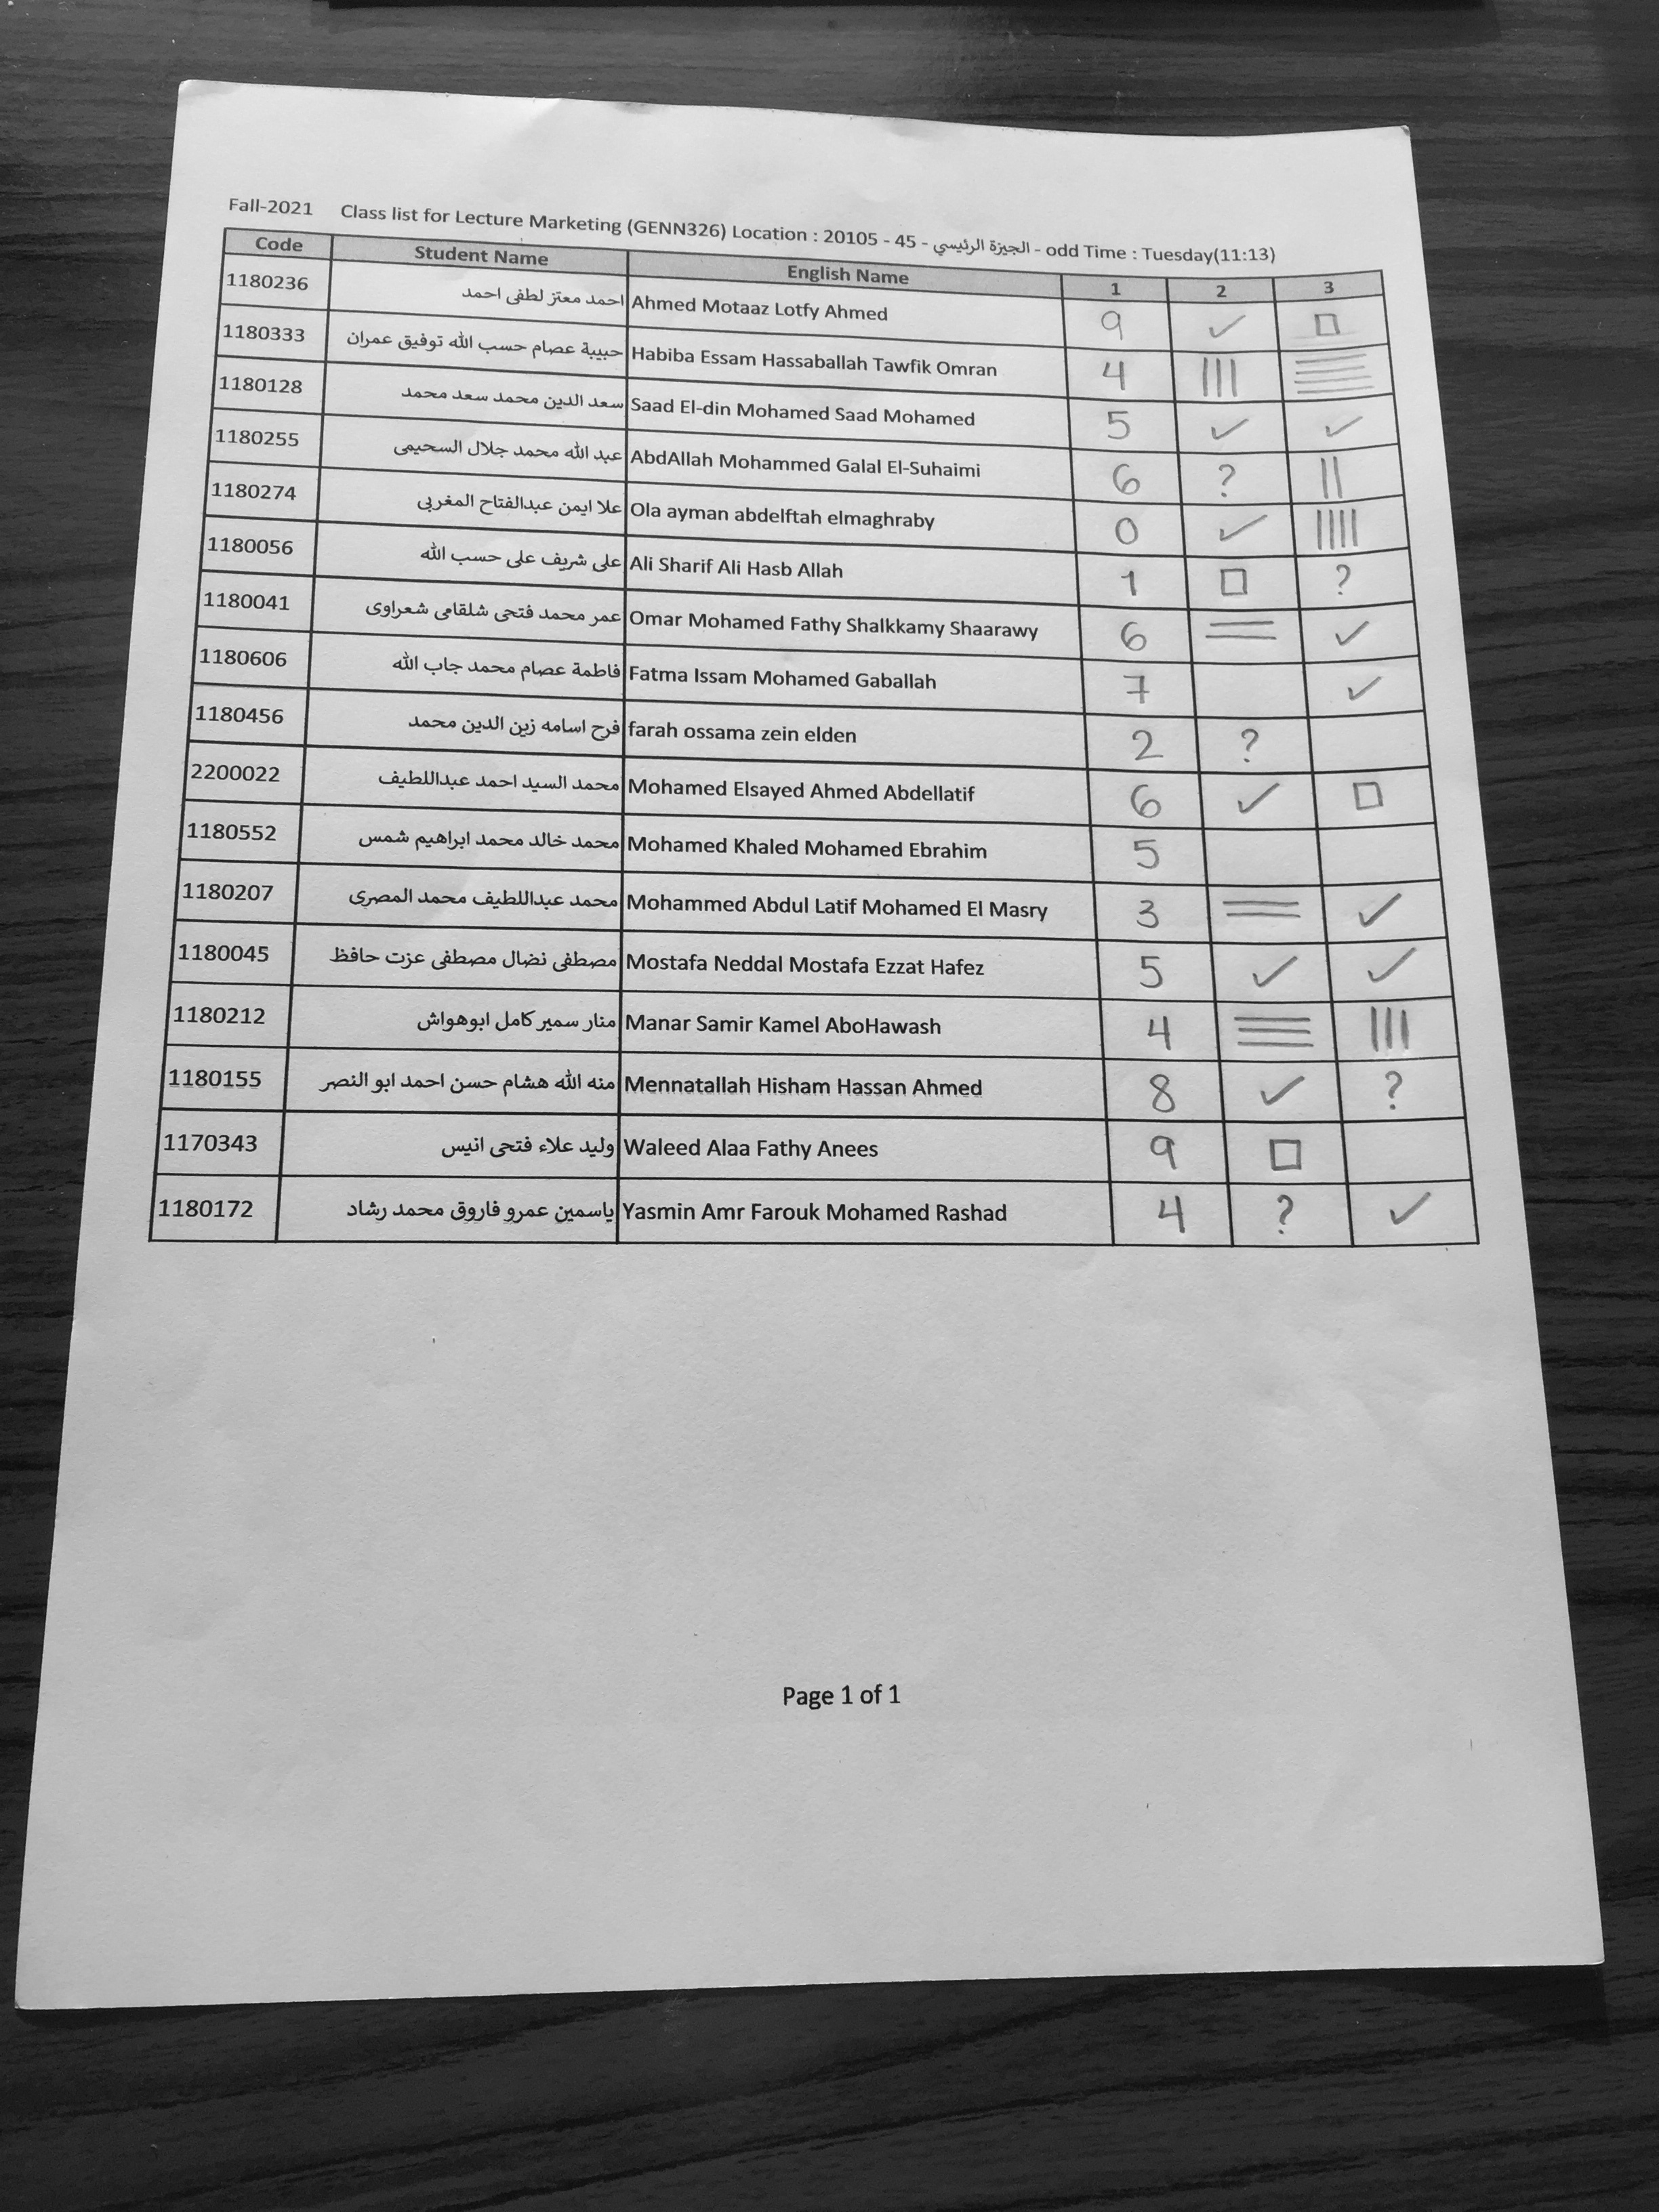 Fall-2021 Class list for Lecture Marketing (GENN326) Location : 20105 - 45 - الجيزة الرئيسي - odd Time : Tuesday(11:13)
Code Student Name English Name 1 2 3
1180236 احمد معتز لطفى احمد Ahmed Motaaz Lotfy Ahmed 9 ✓ □
1180333 حبيبة عصام حسب الله توفيق عمران Habiba Essam Hassaballah Tawfik Omran 4 |||
1180128 سعد الدين محمد سعد محمد Saad El-din Mohamed Saad Mohamed 5 ✓ ✓
1180255 عبد الله محمد جلال السحيمى AbdAllah Mohammed Galal El-Suhaimi 6 ? ||
1180274 علا ايمن عبدالفتاح المغربى Ola ayman abdelftah elmaghraby 0 ✓ ||||
1180056 على شريف على حسب الله Ali Sharif Ali Hasb Allah 1 □ ?
1180041 عمر محمد فتحى شلقامى شعراوى Omar Mohamed Fathy Shalkkamy Shaarawy 6 = ✓
1180606 فاطمة عصام محمد جاب الله Fatma Issam Mohamed Gaballah 7 ✓
1180456 فرح اسامه زين الدين محمد farah ossama zein elden 2 ?
2200022 محمد السيد احمد عبداللطيف Mohamed Elsayed Ahmed Abdellatif 6 ✓ □
1180552 محمد خالد محمد ابراهيم شمس Mohamed Khaled Mohamed Ebrahim 5
1180207 محمد عبداللطيف محمد المصرى Mohammed Abdul Latif Mohamed El Masry 3 = ✓
1180045 مصطفى نضال مصطفى عزت حافظ Mostafa Neddal Mostafa Ezzat Hafez 5 ✓ ✓
1180212 منار سمير كامل ابوهواش Manar Samir Kamel AboHawash 4 ≡ |||
1180155 منه الله هشام حسن احمد ابو النصر Mennatallah Hisham Hassan Ahmed 8 ✓ ?
1170343 وليد علاء فتحى انيس Waleed Alaa Fathy Anees 9 □
1180172 ياسمين عمرو فاروق محمد رشاد Yasmin Amr Farouk Mohamed Rashad 4 ? ✓
Page 1 of 1